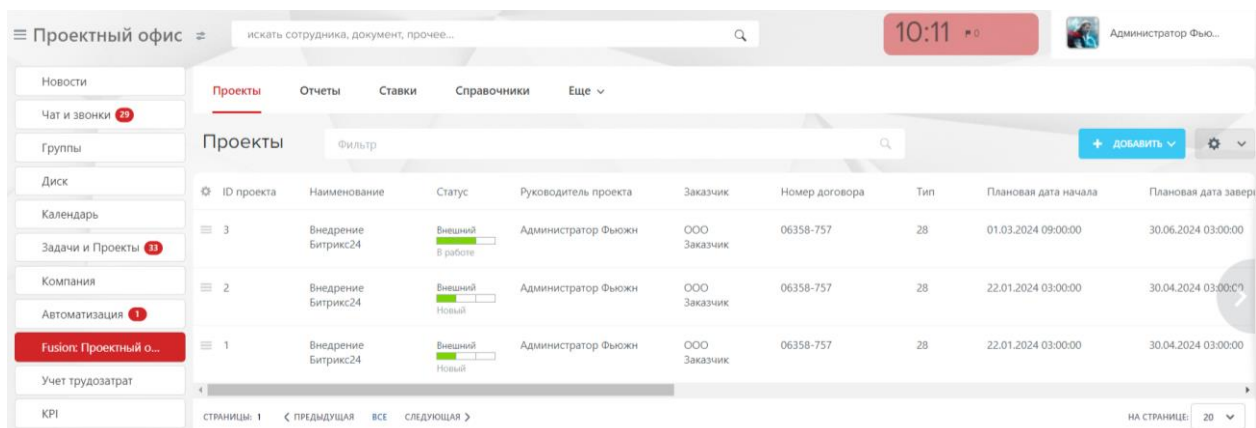 Проектный офис
искать сотрудника, документ, прочее...
10:11 0
Администратор Фью...
Новости
Чат и звонки 29
Группы
Диск
Календарь
Задачи и Проекты 33
Компания
Автоматизация 1
Fusion: Проектный о...
Учет трудозатрат
KPI
Проекты Отчеты Ставки Справочники Еще
Проекты Фильтр + ДОБАВИТЬ
ID проекта Наименование Статус Руководитель проекта Заказчик Номер договора Тип Плановая дата начала Плановая дата завер
3 Внедрение Внешний Администратор Фьюжн ООО 06358-757 28 01.03.2024 09:00:00 30.06.2024 03:00:00
Битрикс24 В работе Заказчик
2 Внедрение Внешний Администратор Фьюжн ООО 06358-757 28 22.01.2024 03:00:00 30.04.2024 03:00:00
Битрикс24 Новый Заказчик
1 Внедрение Внешний Администратор Фьюжн ООО 06358-757 28 22.01.2024 03:00:00 30.04.2024 03:00:00
Битрикс24 Новый Заказчик
СТРАНИЦЫ: 1 ПРЕДЫДУЩАЯ ВСЕ СЛЕДУЮЩАЯ НА СТРАНИЦЕ: 20